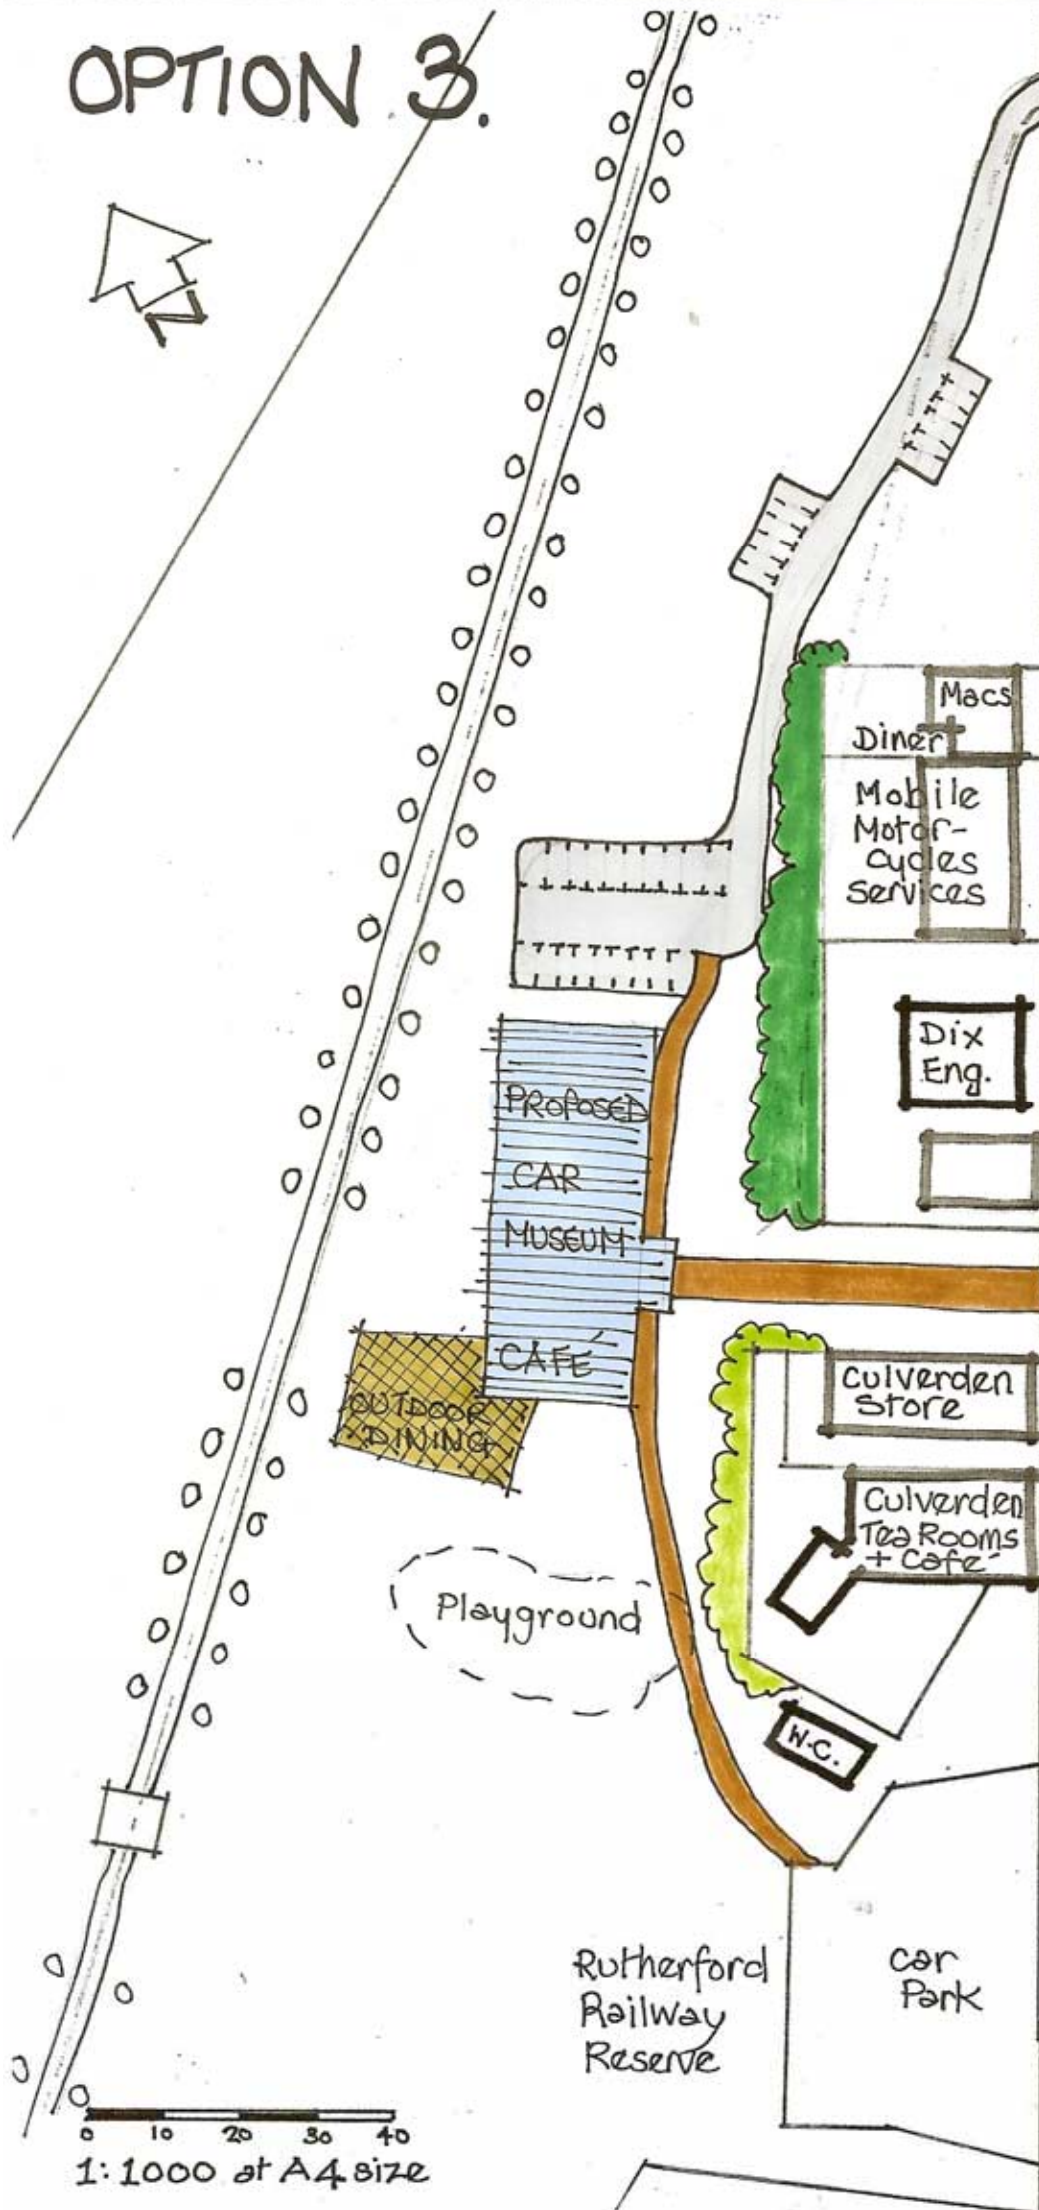 OPTION 3.
N
Macs
Diner
Mobile
Motor-
cycles
Services
Dix
Eng.
PROPOSED
CAR
MUSEUM
CAFÉ
OUTDOOR
DINING
Culverden
Store
Culverden
Tea Rooms
+ Café
Playground
W.C.
Rutherford
Railway
Reserve
Car
Park
0 10 20 30 40
1:1000 at A4 size